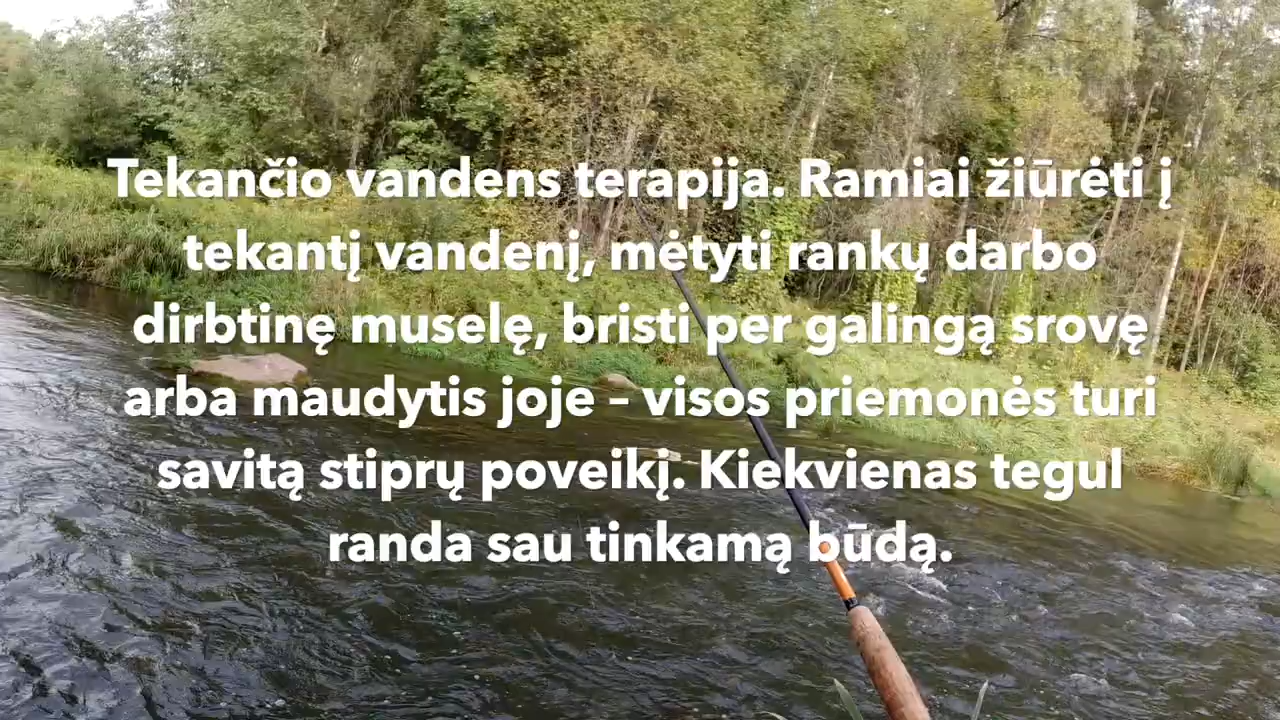 Tekančio vandens terapija. Ramiai žiūrėti į
tekantį vandenį, mėtyti rankų darbo
dirbtinę muselę, bristi per galingą srovę
arba maudytis joje – visos priemonės turi
savitą stiprų poveikį. Kiekvienas tegul
randa sau tinkamą būdą.